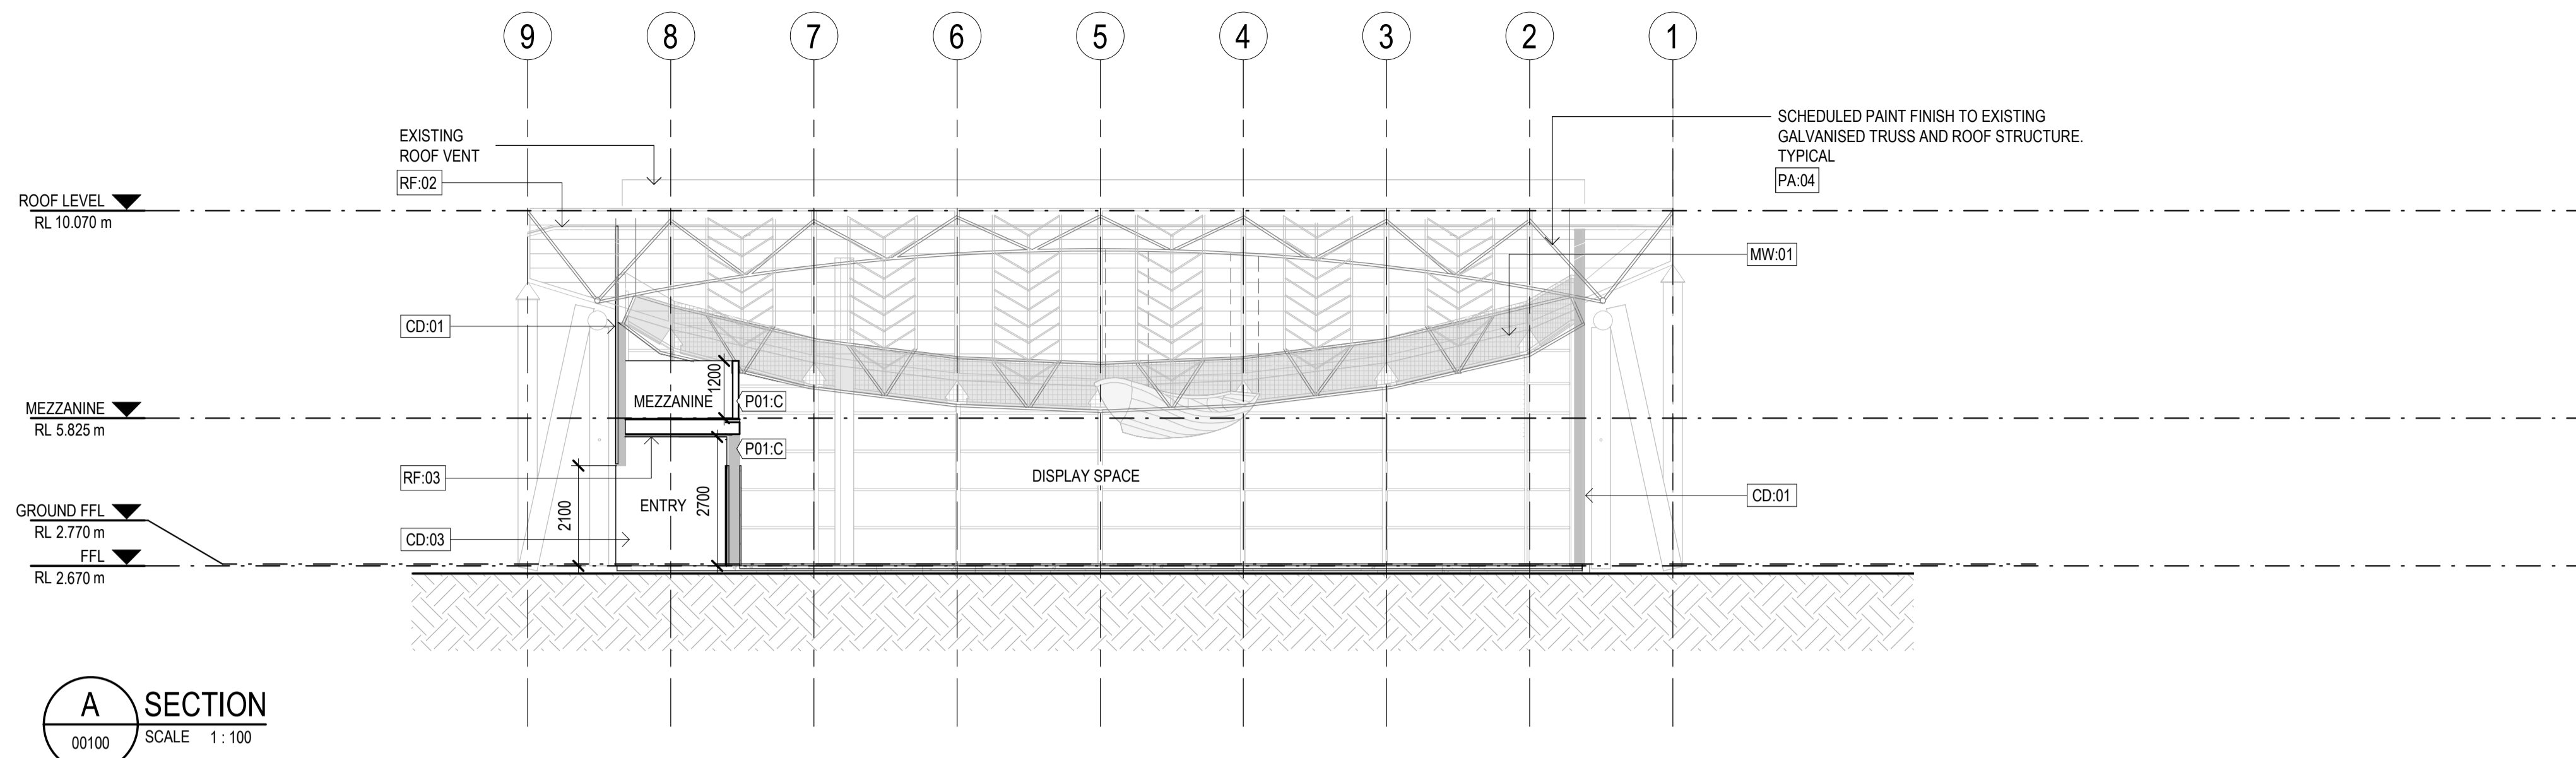 9 8 7 6 5 4 3 2 1
SCHEDULED PAINT FINISH TO EXISTING
GALVANISED TRUSS AND ROOF STRUCTURE.
TYPICAL
PA:04
EXISTING
ROOF VENT
RF:02
ROOF LEVEL
RL 10.070 m
MW:01
CD:01
1200
MEZZANINE
P01:C
MEZZANINE
RL 5.825 m
P01:C
RF:03
DISPLAY SPACE
CD:01
2100
ENTRY
2700
GROUND FFL
RL 2.770 m
CD:03
FFL
RL 2.670 m
A
SECTION
00100
SCALE 1 : 100